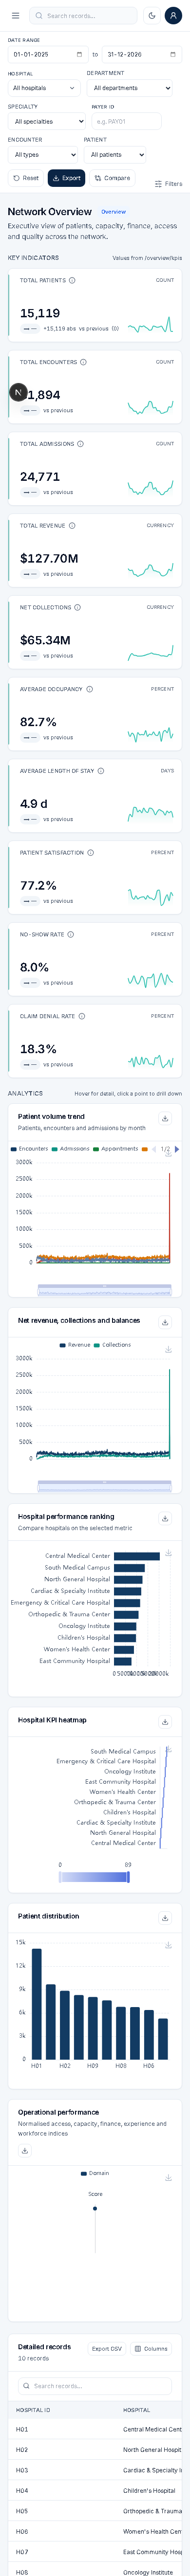 Search records...
DATE RANGE
01-01-2025 to 31-12-2026
HOSPITAL DEPARTMENT
All hospitals All departments
SPECIALTY PAYER ID
All specialties e.g. PAY01
ENCOUNTER PATIENT
All types All patients
Reset Export Compare Filters
Network Overview Overview
Executive view of patients, capacity, finance, access and quality across the network.
KEY INDICATORS Values from /overview/kpis
TOTAL PATIENTS COUNT
15,119
+15,119 abs vs previous (0)
TOTAL ENCOUNTERS COUNT
N 1,894
vs previous
TOTAL ADMISSIONS COUNT
24,771
vs previous
TOTAL REVENUE CURRENCY
$127.70M
vs previous
NET COLLECTIONS CURRENCY
$65.34M
vs previous
AVERAGE OCCUPANCY PERCENT
82.7%
vs previous
AVERAGE LENGTH OF STAY DAYS
4.9 d
vs previous
PATIENT SATISFACTION PERCENT
77.2%
vs previous
NO-SHOW RATE PERCENT
8.0%
vs previous
CLAIM DENIAL RATE PERCENT
18.3%
vs previous
ANALYTICS Hover for detail, click a point to drill down
Patient volume trend
Patients, encounters and admissions by month
Encounters Admissions Appointments 1/2
3000k
2500k
2000k
1500k
1000k
500k
0
Net revenue, collections and balances
Revenue Collections
3000k
2500k
2000k
1500k
1000k
500k
0
Hospital performance ranking
Compare hospitals on the selected metric
Central Medical Center
South Medical Campus
North General Hospital
Cardiac & Specialty Institute
Emergency & Critical Care Hospital
Orthopedic & Trauma Center
Oncology Institute
Children's Hospital
Women's Health Center
East Community Hospital
Hospital KPI heatmap
South Medical Campus
Emergency & Critical Care Hospital
Oncology Institute
East Community Hospital
Women's Health Center
Orthopedic & Trauma Center
Children's Hospital
Cardiac & Specialty Institute
North General Hospital
Central Medical Center
0 89
Patient distribution
15k
12k
9k
6k
3k
0
H01 H02 H09 H08 H06
Operational performance
Normalised access, capacity, finance, experience and workforce indices
Domain
Score
Detailed records
10 records
Export CSV Columns
Search records...
HOSPITAL ID HOSPITAL
H01 Central Medical Cent
H02 North General Hospit
H03 Cardiac & Specialty I
H04 Children's Hospital
H05 Orthopedic & Trauma
H06 Women's Health Cen
H07 East Community Hosp
H08 Oncology Institute